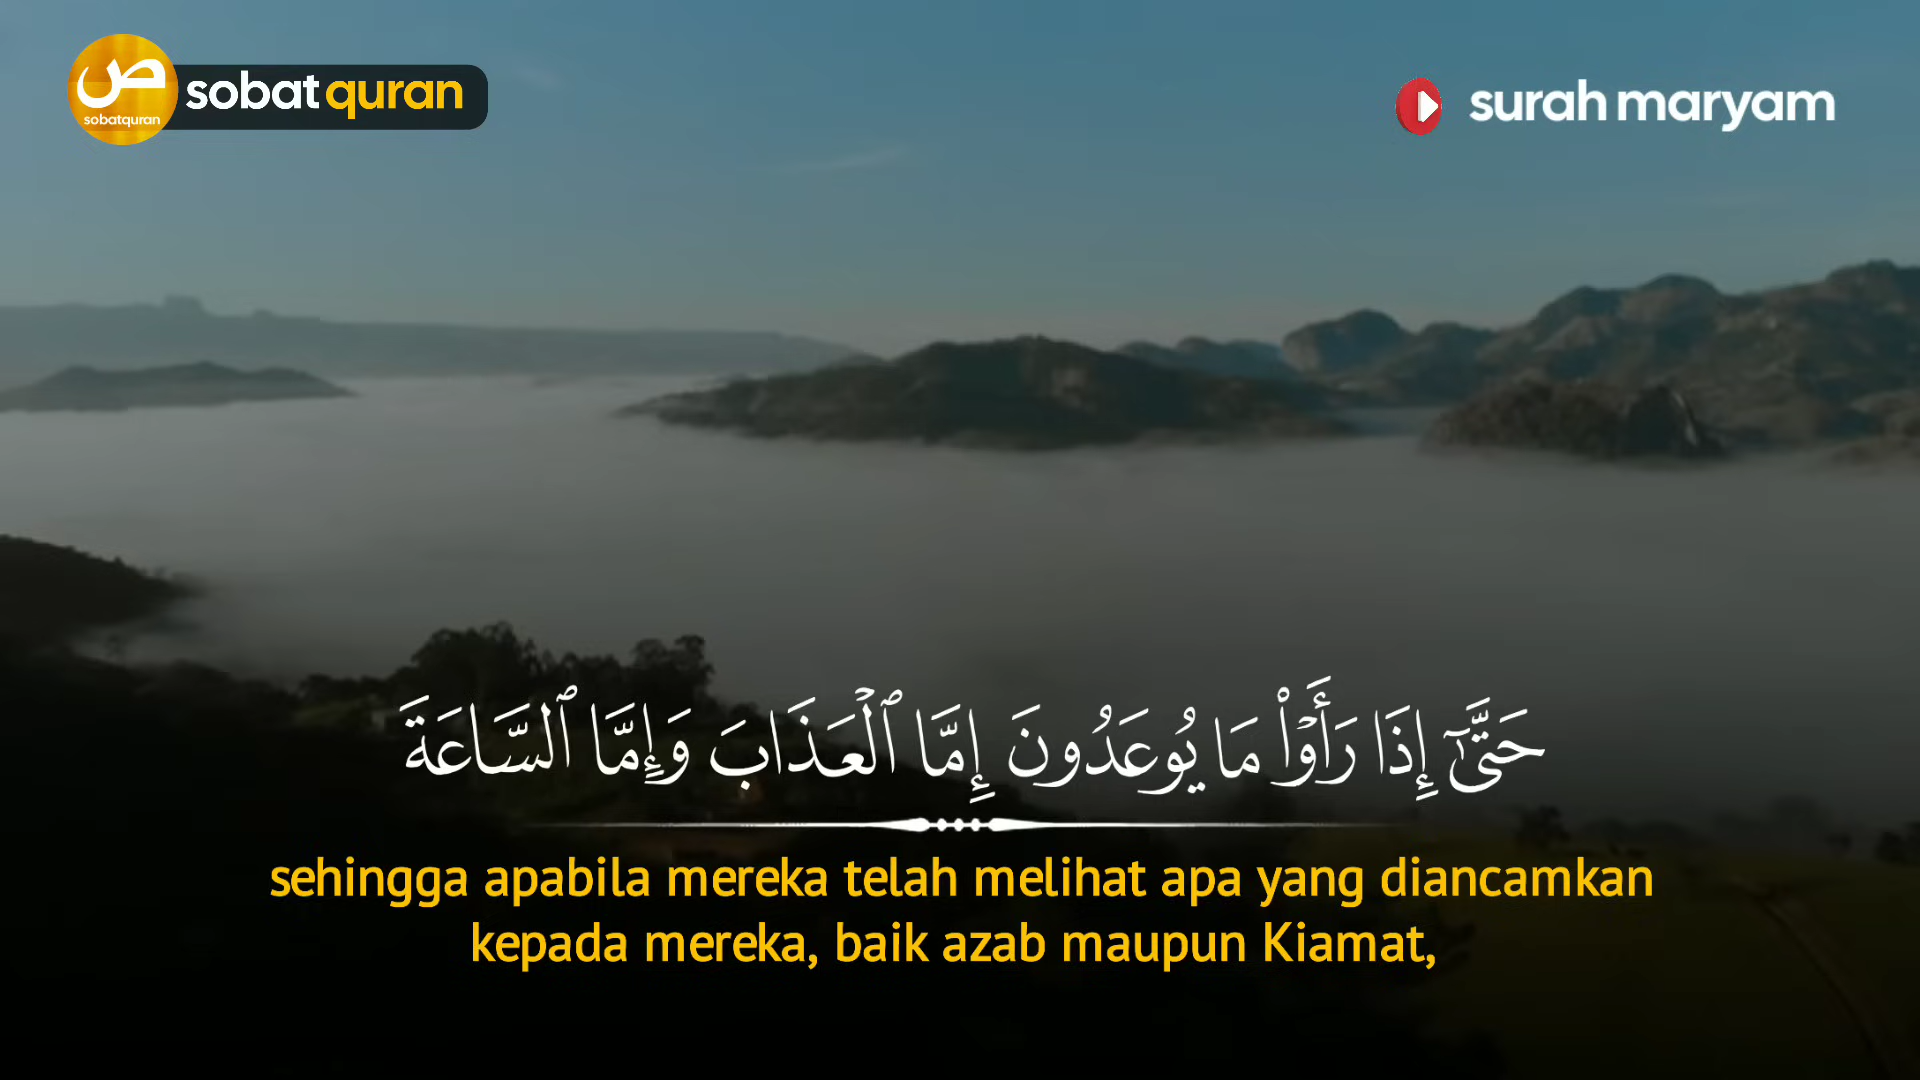 ص
sobatquran
sobat quran
surah maryam
حَتَّىٰٓ إِذَا رَأَوْا۟ مَا يُوعَدُونَ إِمَّا ٱلْعَذَابَ وَإِمَّا ٱلسَّاعَةَ
sehingga apabila mereka telah melihat apa yang diancamkan
kepada mereka, baik azab maupun Kiamat,